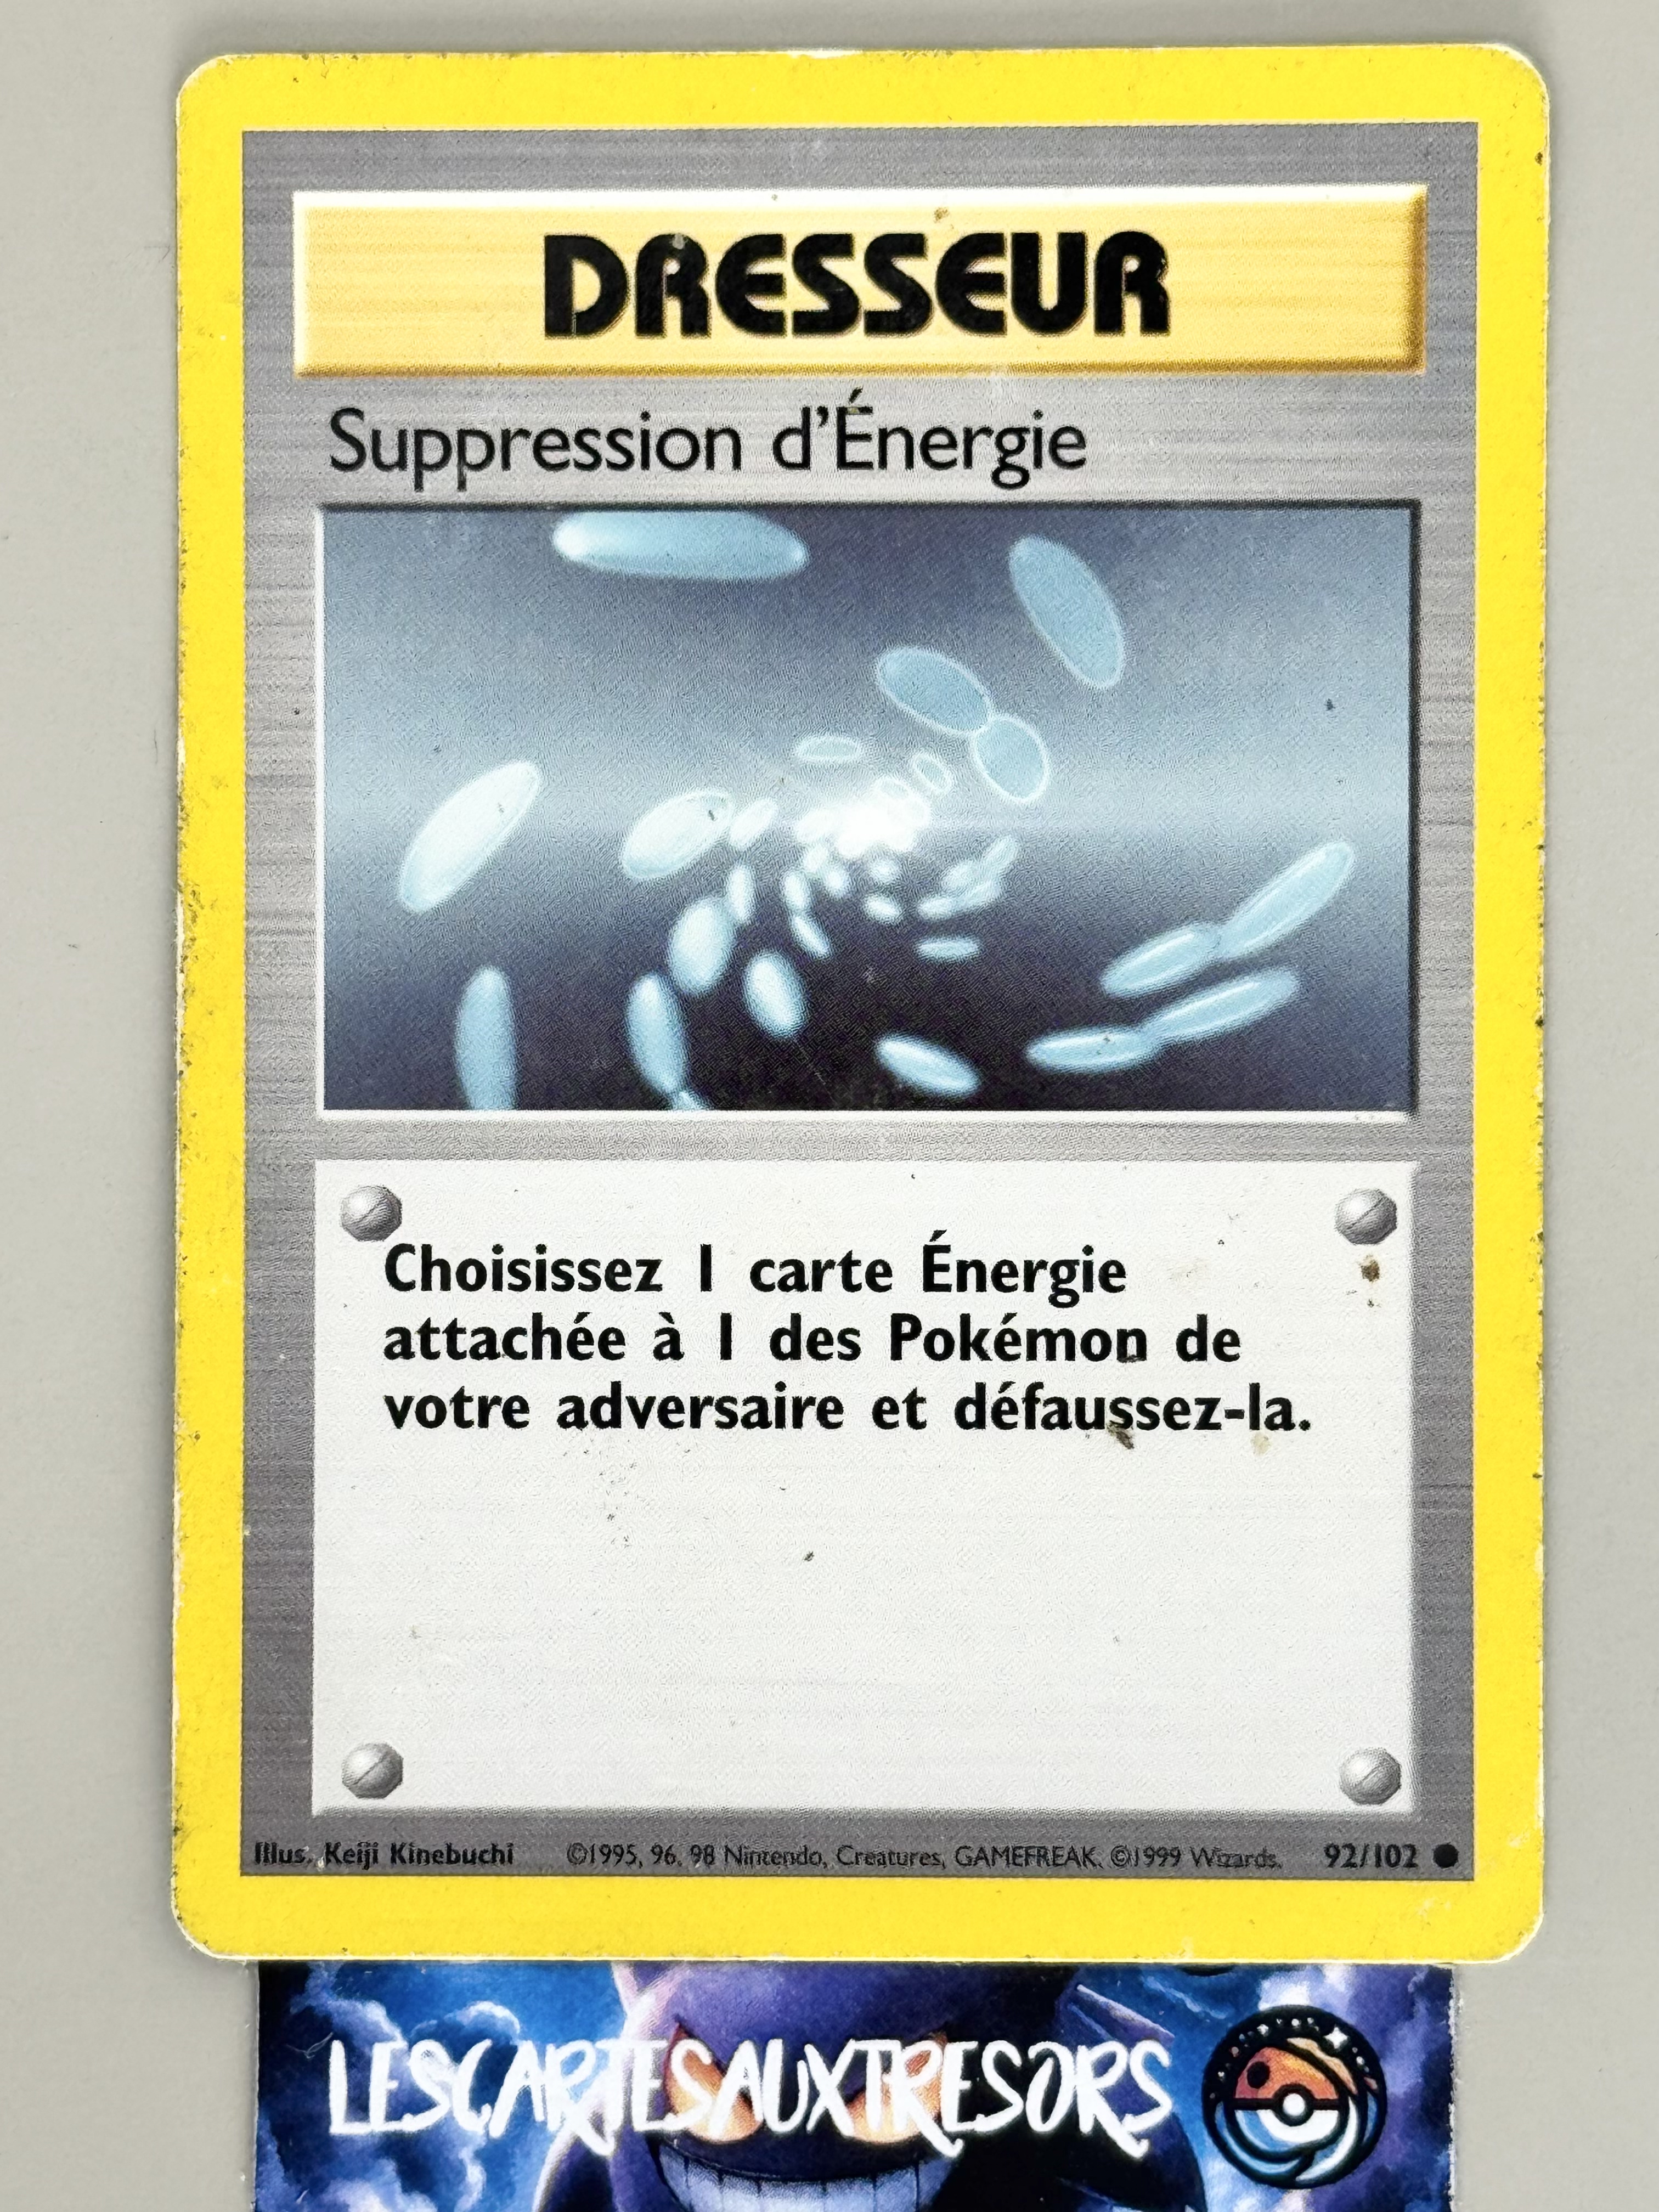 DRESSEUR
Suppression d'Énergie
Choisissez 1 carte Énergie
attachée à 1 des Pokémon de
votre adversaire et défaussez-la.
Illus. Keiji Kinebuchi ©1995, 96, 98 Nintendo, Creatures, GAMEFREAK. ©1999 Wizards. 92/102 ●
LESCARTESAUXTRESORS